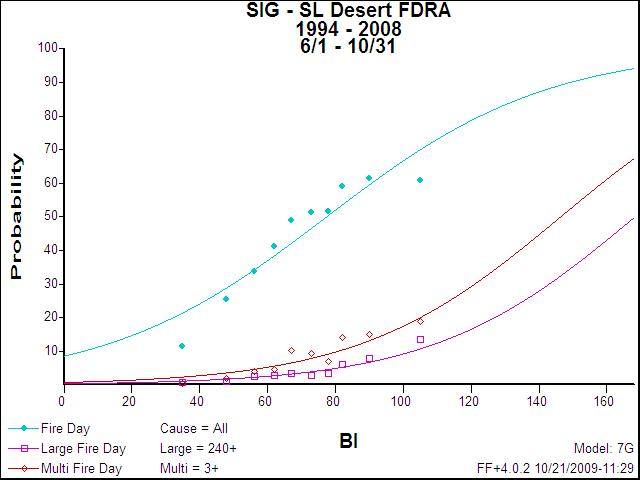 SIG - SL Desert FDRA
1994 - 2008
6/1 - 10/31
100
90
80
70
60
50
40
30
20
10
Probability
0 20 40 60 80 100 120 140 160
BI
Fire Day Cause = All
Large Fire Day Large = 240+
Multi Fire Day Multi = 3+
Model: 7G
FF+4.0.2 10/21/2009-11:29